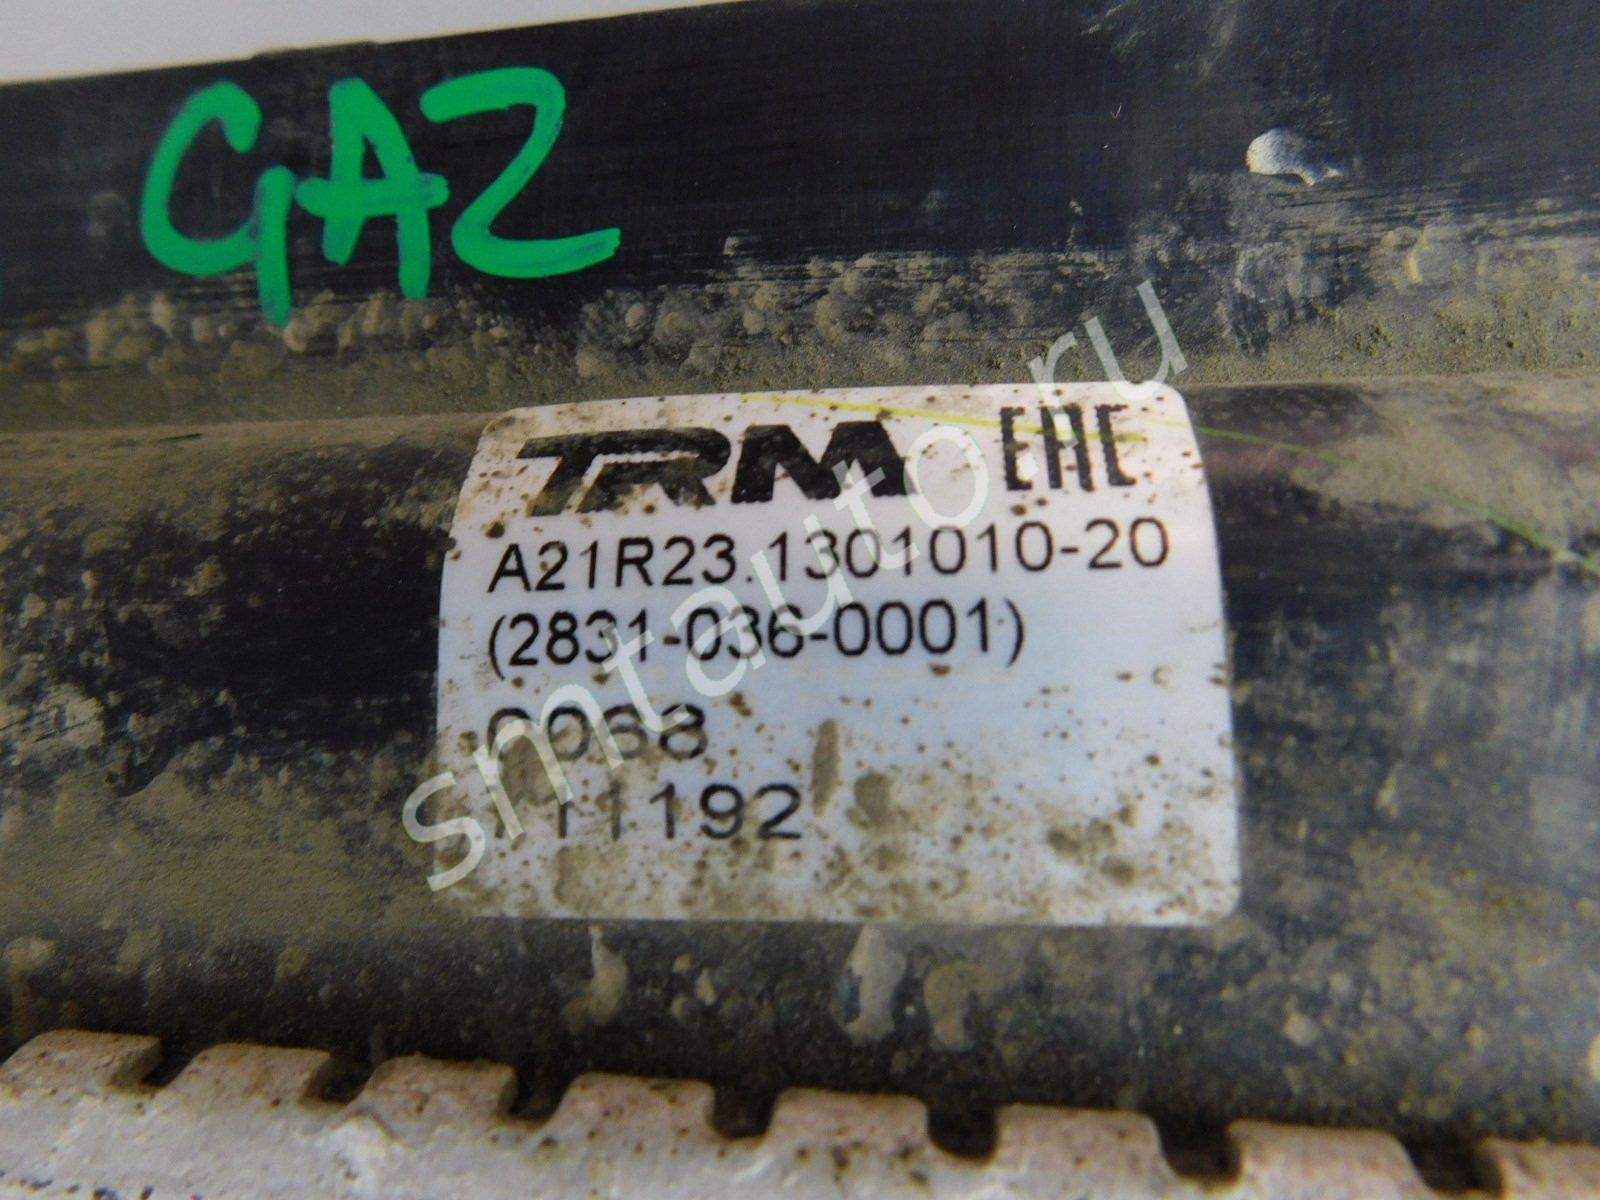 GAZ
TRM EAC
A21R23.1301010-20
(2831-036-0001)
0068
11192
smtauto.ru